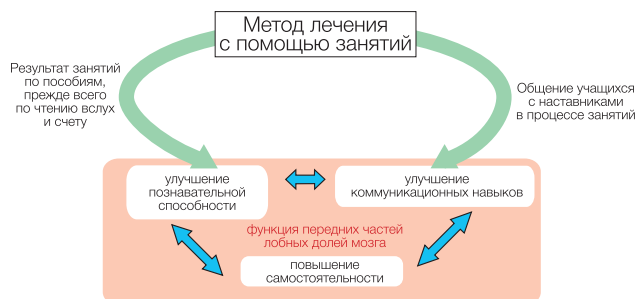 Метод лечения
с помощью занятий
Результат занятий
по пособиям,
прежде всего
по чтению вслух
и счету
Общение учащихся
с наставниками
в процессе занятий
улучшение
познавательной
способности
улучшение
коммуникационных навыков
функция передних частей
лобных долей мозга
повышение
самостоятельности